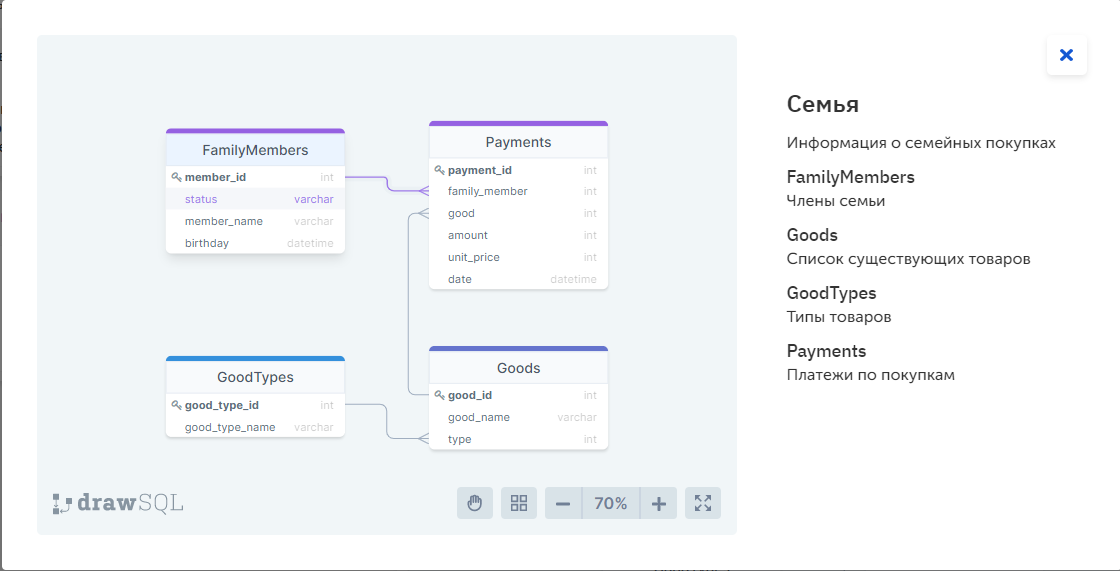 FamilyMembers
member_id int
status varchar
member_name varchar
birthday datetime
Payments
payment_id int
family_member int
good int
amount int
unit_price int
date datetime
GoodTypes
good_type_id int
good_type_name varchar
Goods
good_id int
good_name varchar
type int
drawSQL
70%
Семья
Информация о семейных покупках
FamilyMembers
Члены семьи
Goods
Список существующих товаров
GoodTypes
Типы товаров
Payments
Платежи по покупкам